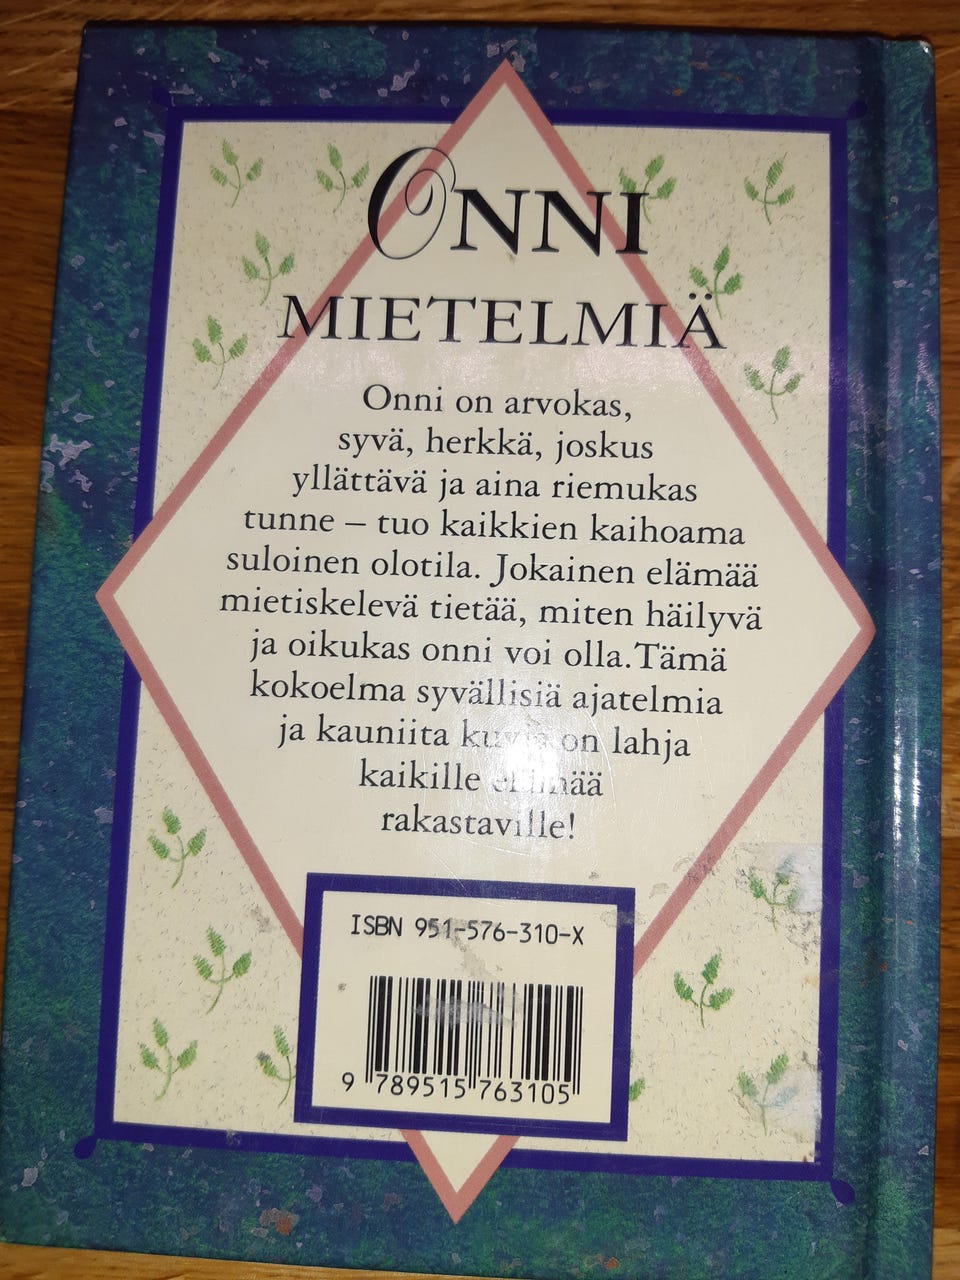 ONNI
MIETELMIÄ
Onni on arvokas,
syvä, herkkä, joskus
yllättävä ja aina riemukas
tunne – tuo kaikkien kaihoama
suloinen olotila. Jokainen elämää
mietiskelevä tietää, miten häilyvä
ja oikukas onni voi olla.Tämä
kokoelma syvällisiä ajatelmia
ja kauniita kuvia on lahja
kaikille elämää
rakastaville!
ISBN 951-576-310-X
9 789515 763105